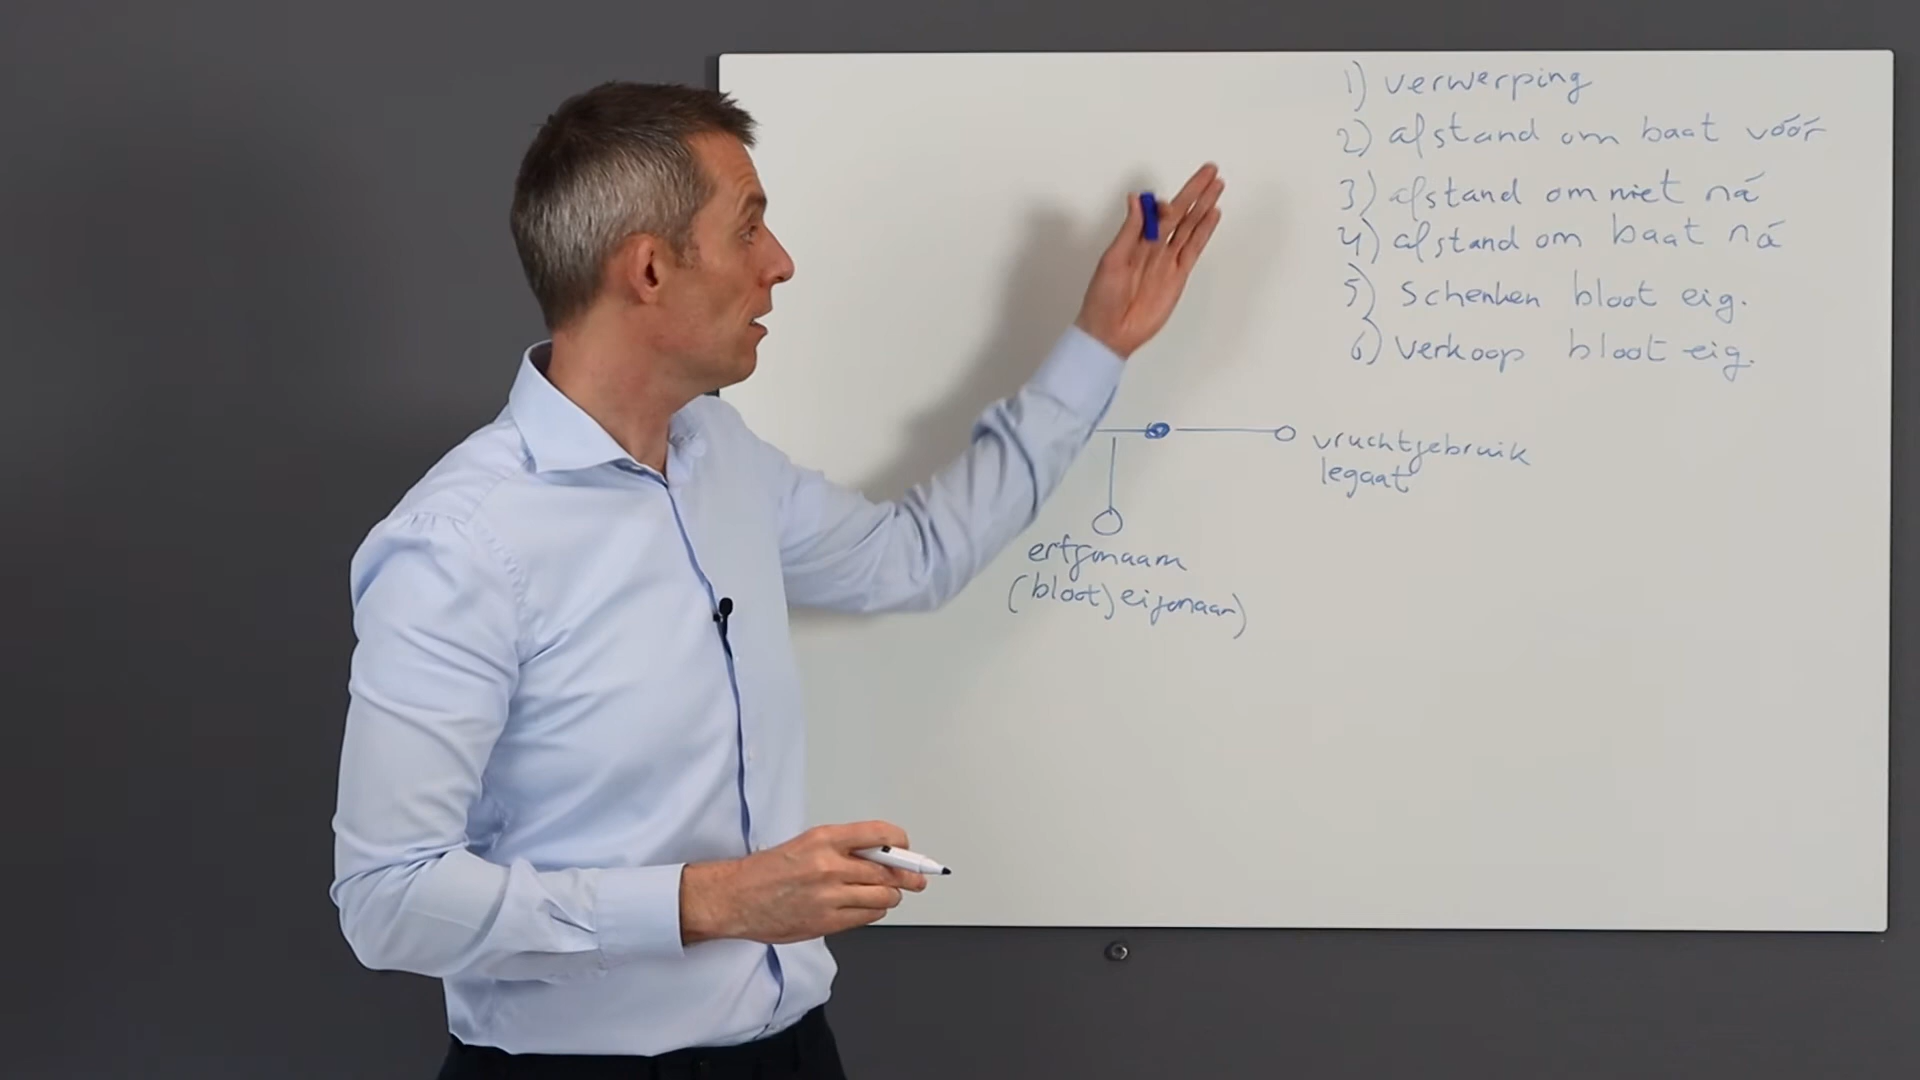 1) verwerping
2) afstand om baat vóór
3) afstand om niet ná
4) afstand om baat ná
5) Schenken bloot eig.
6) Verkoop bloot eig.
vruchtgebruik
legaat
erfgenaam
(bloot) eigenaar)